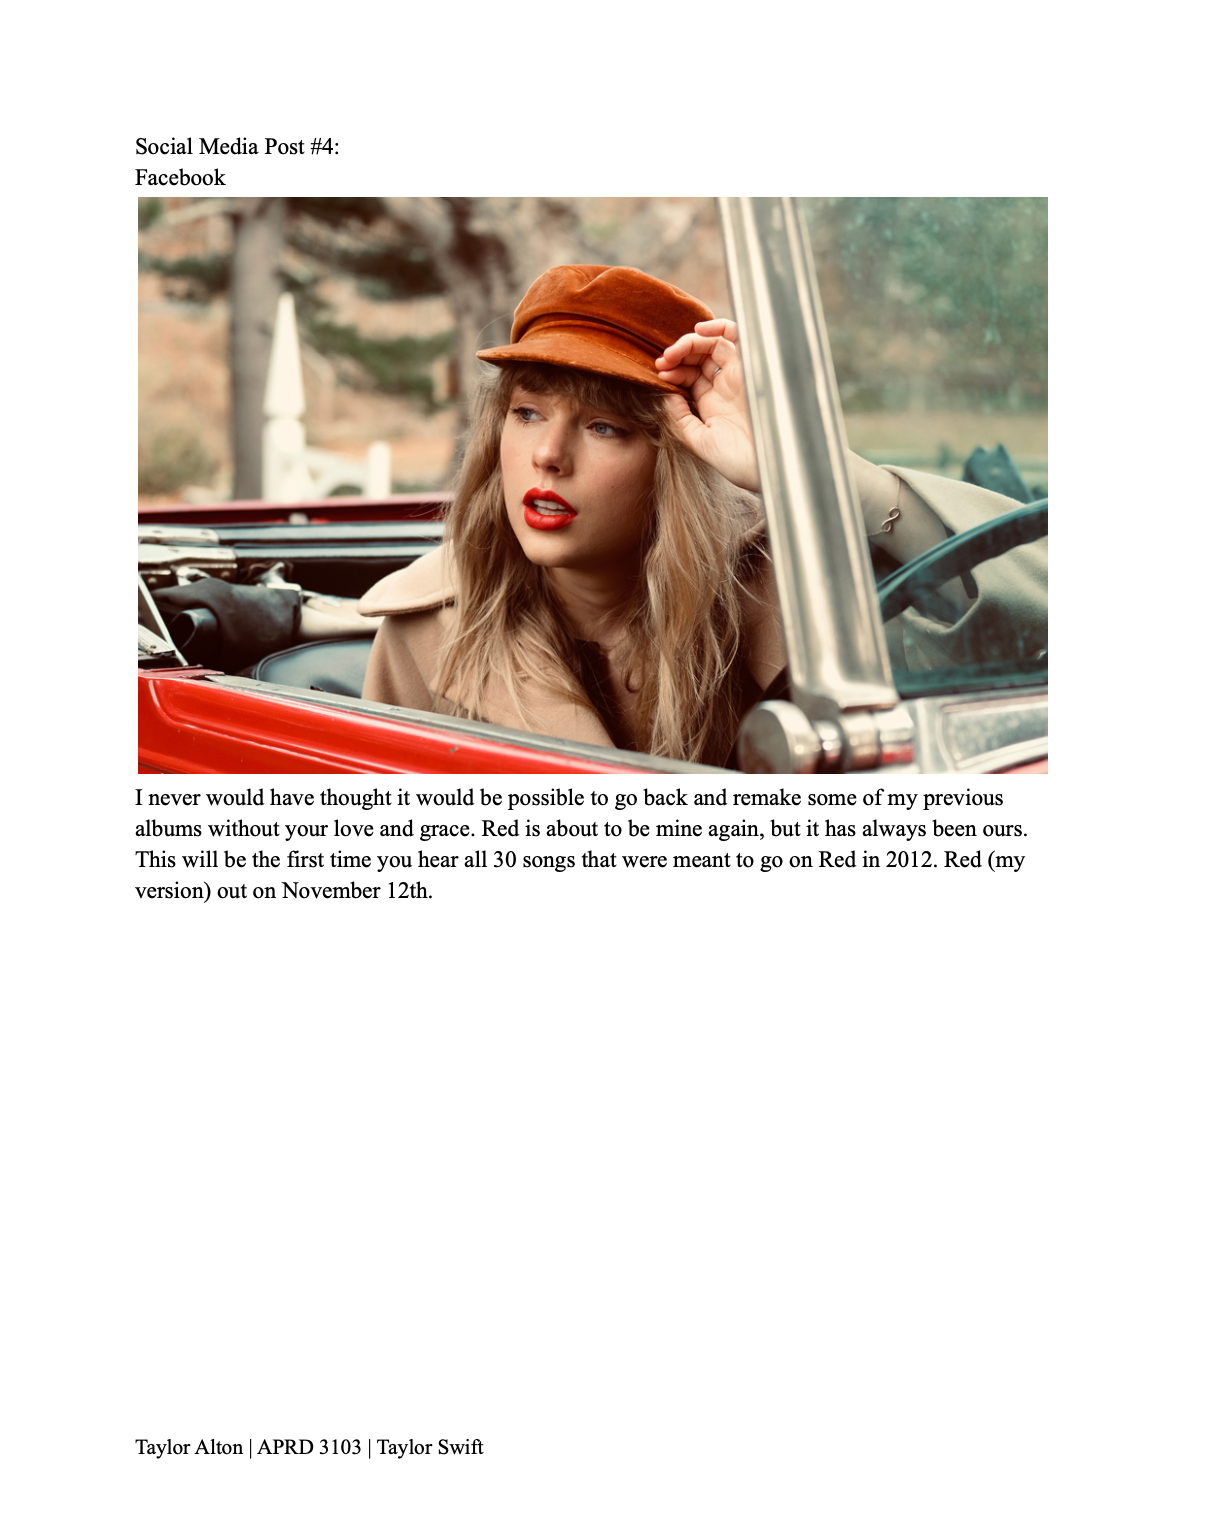 Social Media Post #4:
Facebook
I never would have thought it would be possible to go back and remake some of my previous
albums without your love and grace. Red is about to be mine again, but it has always been ours.
This will be the first time you hear all 30 songs that were meant to go on Red in 2012. Red (my
version) out on November 12th.
Taylor Alton | APRD 3103 | Taylor Swift